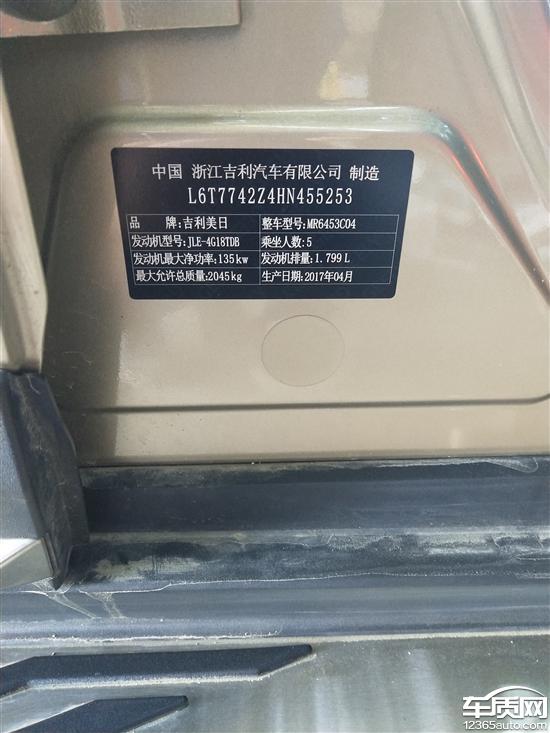 中国 浙江吉利汽车有限公司 制造
L6T7742Z4HN455253
品 牌:吉利美日 整车型号:MR6453C04
发动机型号:JLE-4G18TDB 乘坐人数:5
发动机最大净功率:135kw 发动机排量:1.799L
最大允许总质量:2045kg 生产日期:2017年04月
车质网
12365auto.com